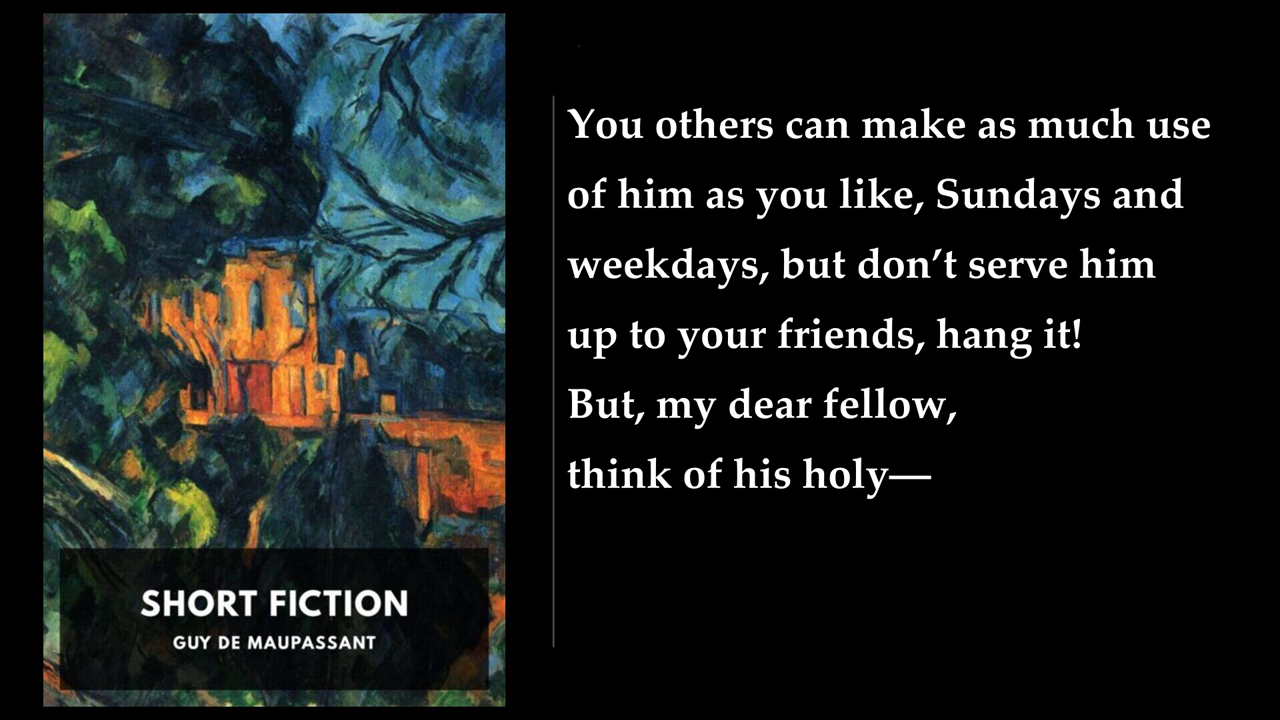 You others can make as much use
of him as you like, Sundays and
weekdays, but don’t serve him
up to your friends, hang it!
But, my dear fellow,
think of his holy—
SHORT FICTION
GUY DE MAUPASSANT